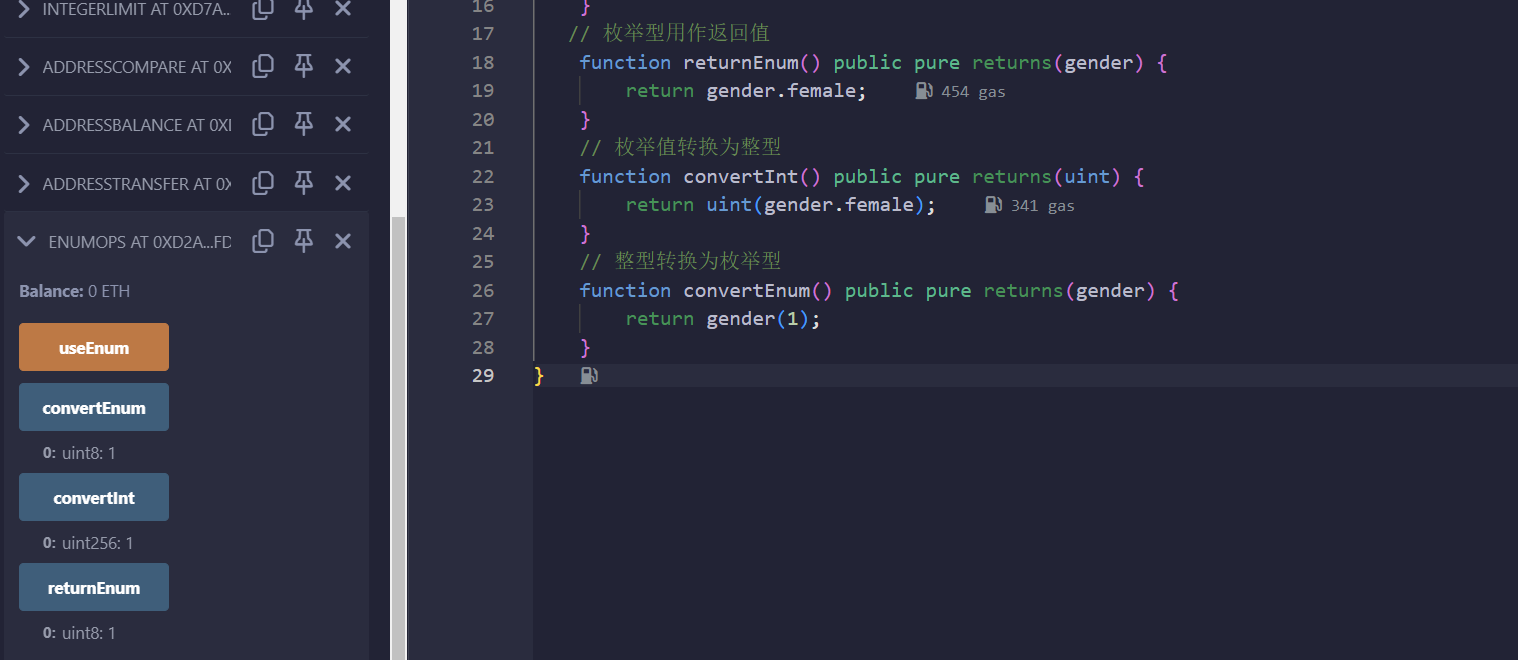 INTEGERLIMIT AT 0XD7A...
ADDRESSCOMPARE AT 0X
ADDRESSBALANCE AT 0XI
ADDRESSTRANSFER AT 0X
ENUMOPS AT 0XD2A...FD
Balance: 0 ETH
useEnum
convertEnum
0: uint8: 1
convertInt
0: uint256: 1
returnEnum
0: uint8: 1
16 }
17 // 枚举型用作返回值
18 function returnEnum() public pure returns(gender) {
19 return gender.female; 454 gas
20 }
21 // 枚举值转换为整型
22 function convertInt() public pure returns(uint) {
23 return uint(gender.female); 341 gas
24 }
25 // 整型转换为枚举型
26 function convertEnum() public pure returns(gender) {
27 return gender(1);
28 }
29 }